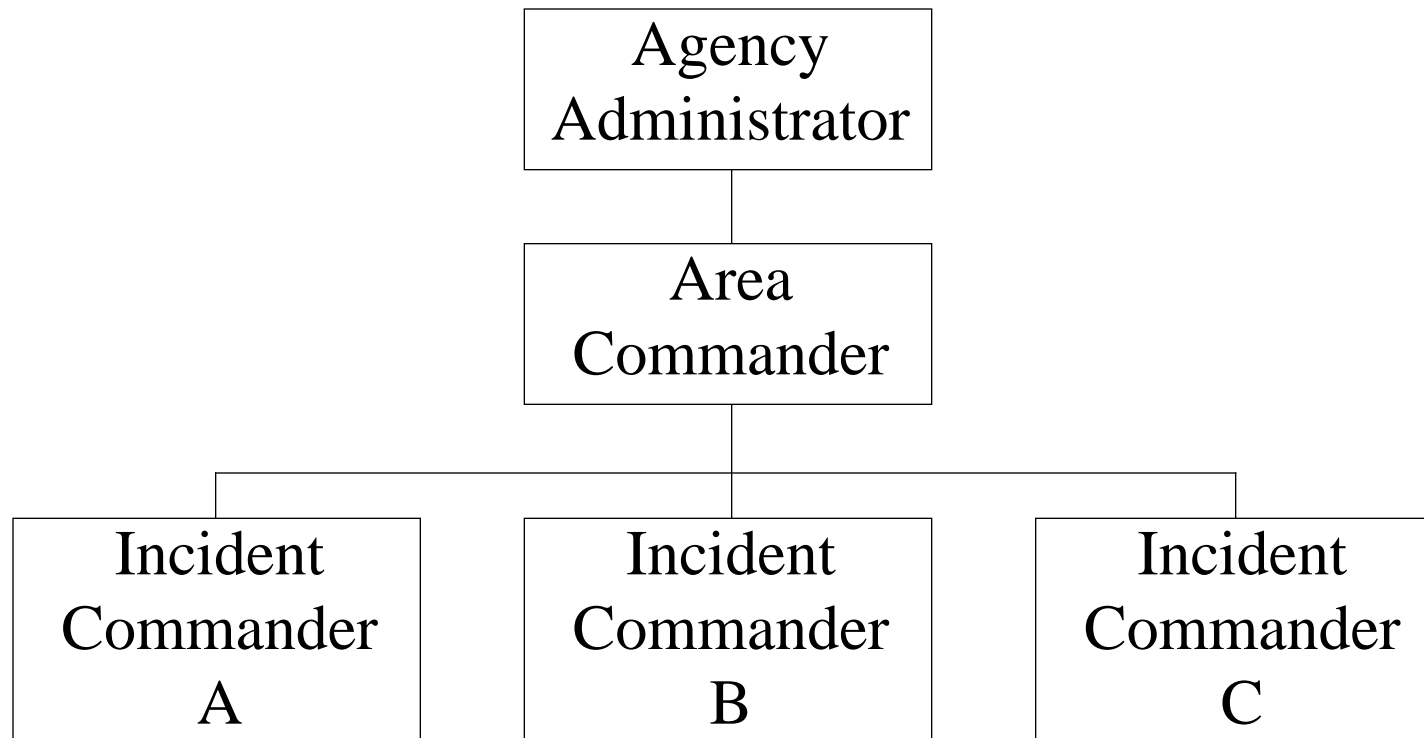 Agency
Administrator
Area
Commander
Incident
Commander
A
Incident
Commander
B
Incident
Commander
C